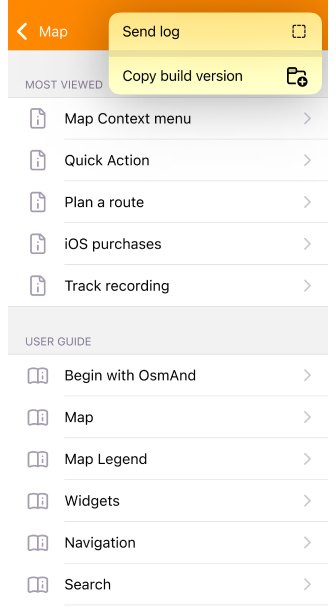 Map
Send log
Copy build version
MOST VIEWED
Map Context menu
Quick Action
Plan a route
iOS purchases
Track recording
USER GUIDE
Begin with OsmAnd
Map
Map Legend
Widgets
Navigation
Search